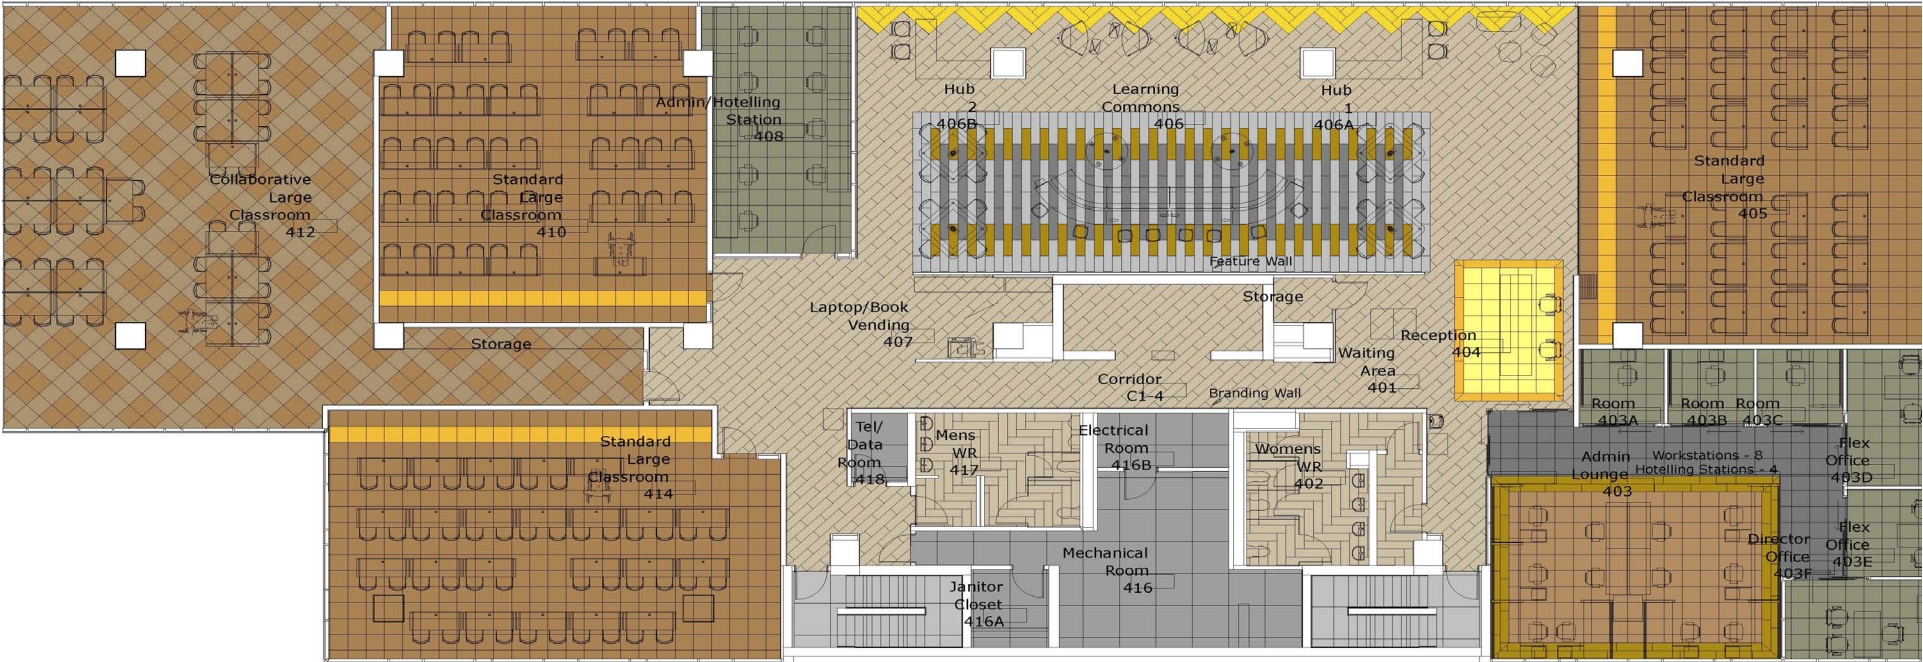 Collaborative
Large
Classroom
412
Standard
Large
Classroom
410
Storage
Standard
Large
Classroom
414
Admin/Hotelling
Station
408
Hub
2
406B
Learning
Commons
406
Hub
1
406A
Feature Wall
Laptop/Book
Vending
407
Storage
Corridor
C1-4
Branding Wall
Waiting
Area
401
Reception
404
Standard
Large
Classroom
405
Tel/
Data
Room
418
Mens
WR
417
Electrical
Room
416B
Womens
WR
402
Mechanical
Room
416
Janitor
Closet
416A
Room
403A
Room
403B
Room
403C
Workstations - 8
Hotelling Stations - 4
Admin
Lounge
403
Flex
Office
403D
Flex
Office
403E
Director
Office
403F